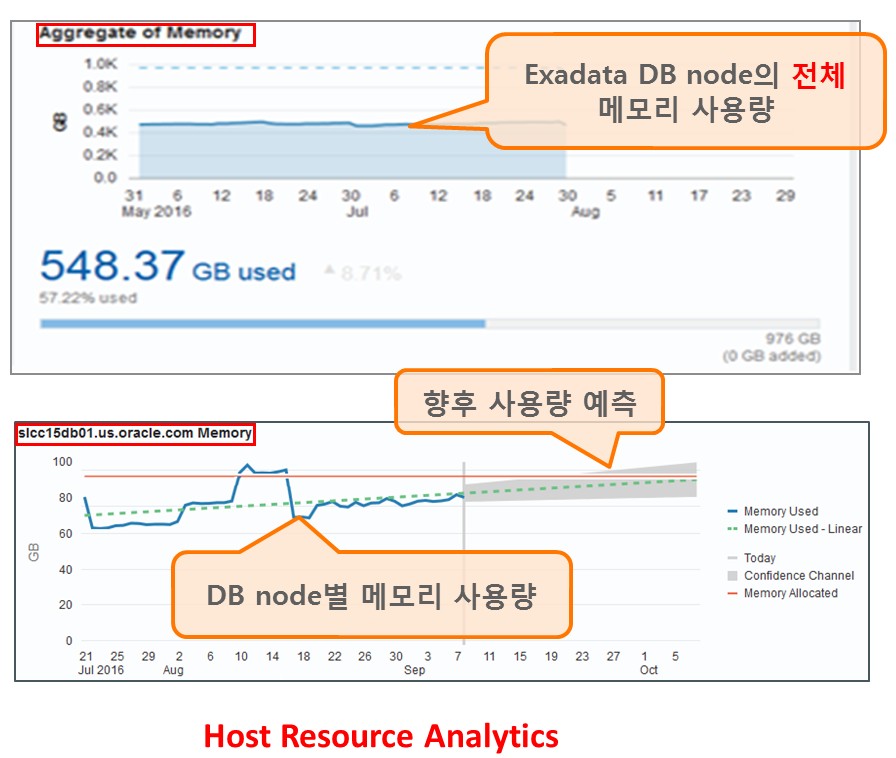 Aggregate of Memory
Exadata DB node의 전체
메모리 사용량
1.0K
0.8K
0.6K
0.4K
0.2K
0.0
GB
31 6 12 18 24 30 6 12 18 24 30 5 11 17 23 29
May 2016 Jul Aug
548.37 GB used 8.71%
57.22% used
976 GB
(0 GB added)
향후 사용량 예측
slcc15db01.us.oracle.com Memory
100
80
60
40
20
0
GB
Memory Used
Memory Used - Linear
Today
Confidence Channel
Memory Allocated
DB node별 메모리 사용량
21 25 29 2 6 10 14 18 22 26 30 3 7 11 15 19 23 27 1 5
Jul 2016 Aug Sep Oct
Host Resource Analytics